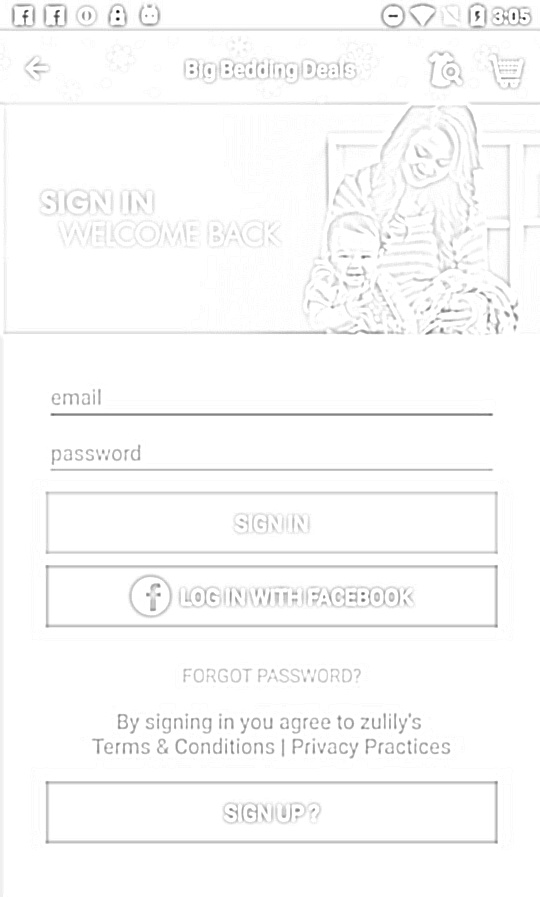 3:05
Big Bedding Deals
SIGN IN
WELCOME BACK
email
password
SIGN IN
f LOG IN WITH FACEBOOK
FORGOT PASSWORD?
By signing in you agree to zulily's
Terms & Conditions | Privacy Practices
SIGN UP ?